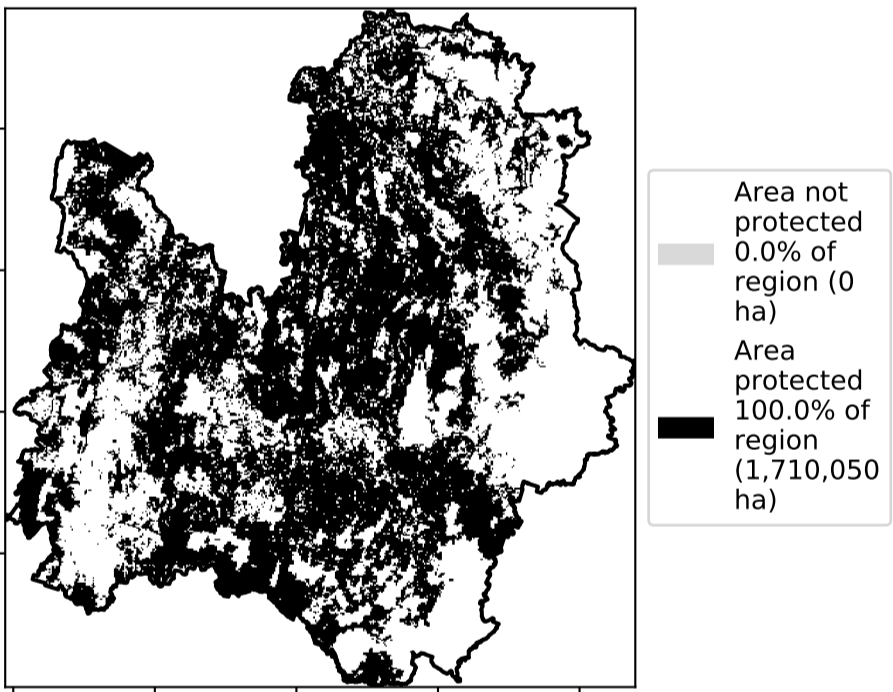 Area not
protected
0.0% of
region (0
ha)
Area
protected
100.0% of
region
(1,710,050
ha)